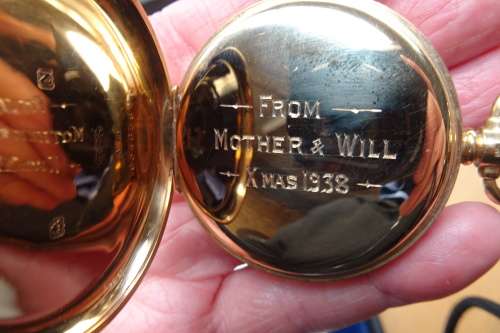 FROM
MOTHER & WILL
XMAS 1938